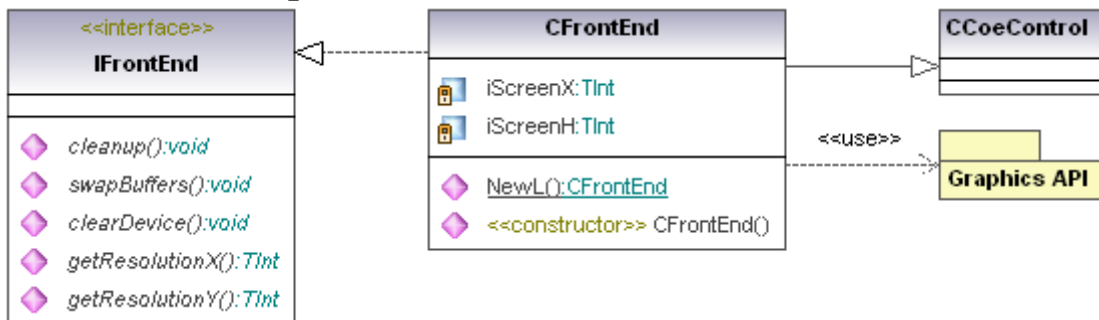 <<interface>>
IFrontEnd
cleanup():void
swapBuffers():void
clearDevice():void
getResolutionX():TInt
getResolutionY():TInt
CFrontEnd
iScreenX:TInt
iScreenH:TInt
NewL():CFrontEnd
<<constructor>> CFrontEnd()
CCoeControl
<<use>>
Graphics API